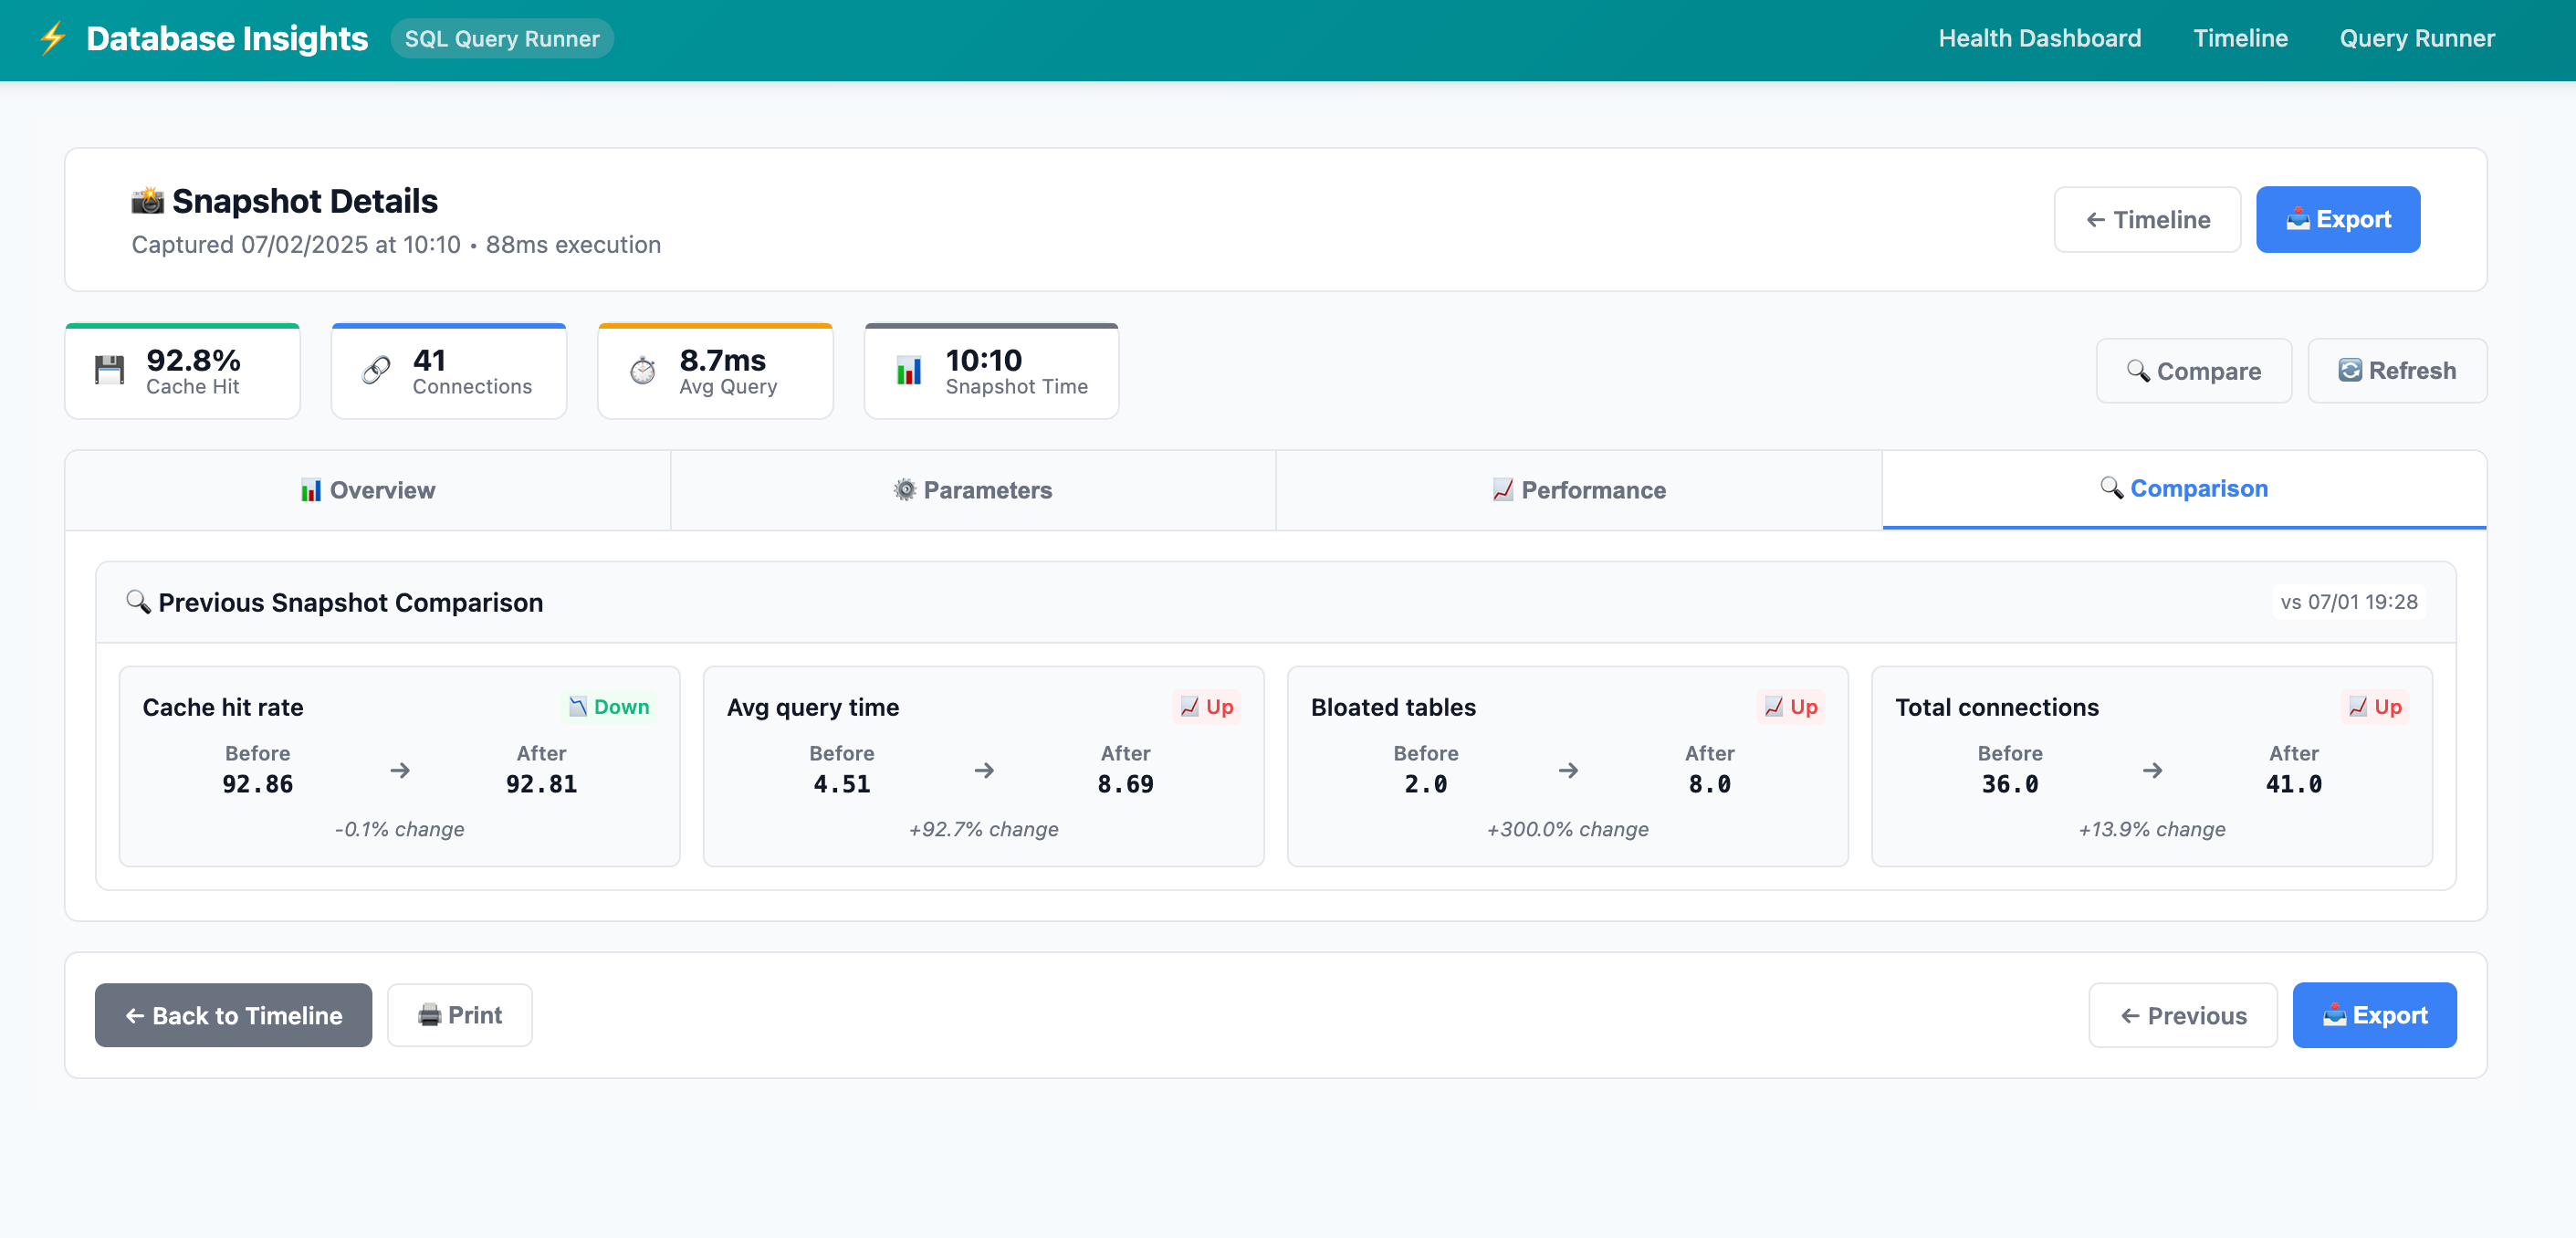 Database Insights SQL Query Runner Health Dashboard Timeline Query Runner
Snapshot Details
Captured 07/02/2025 at 10:10 • 88ms execution
← Timeline Export
92.8%
Cache Hit
41
Connections
8.7ms
Avg Query
10:10
Snapshot Time
Compare Refresh
Overview Parameters Performance Comparison
Previous Snapshot Comparison vs 07/01 19:28
Cache hit rate Down
Before → After
92.86 92.81
-0.1% change
Avg query time Up
Before → After
4.51 8.69
+92.7% change
Bloated tables Up
Before → After
2.0 8.0
+300.0% change
Total connections Up
Before → After
36.0 41.0
+13.9% change
← Back to Timeline Print ← Previous Export